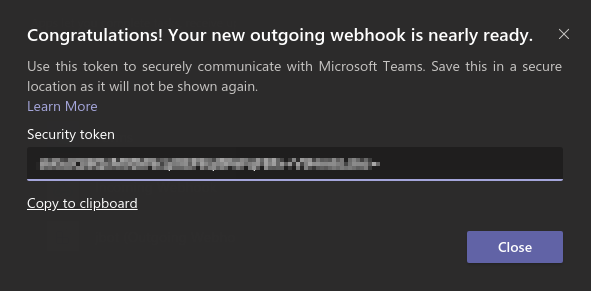 Congratulations! Your new outgoing webhook is nearly ready.
Use this token to securely communicate with Microsoft Teams. Save this in a secure
location as it will not be shown again.
Learn More
Security token
Copy to clipboard
Close